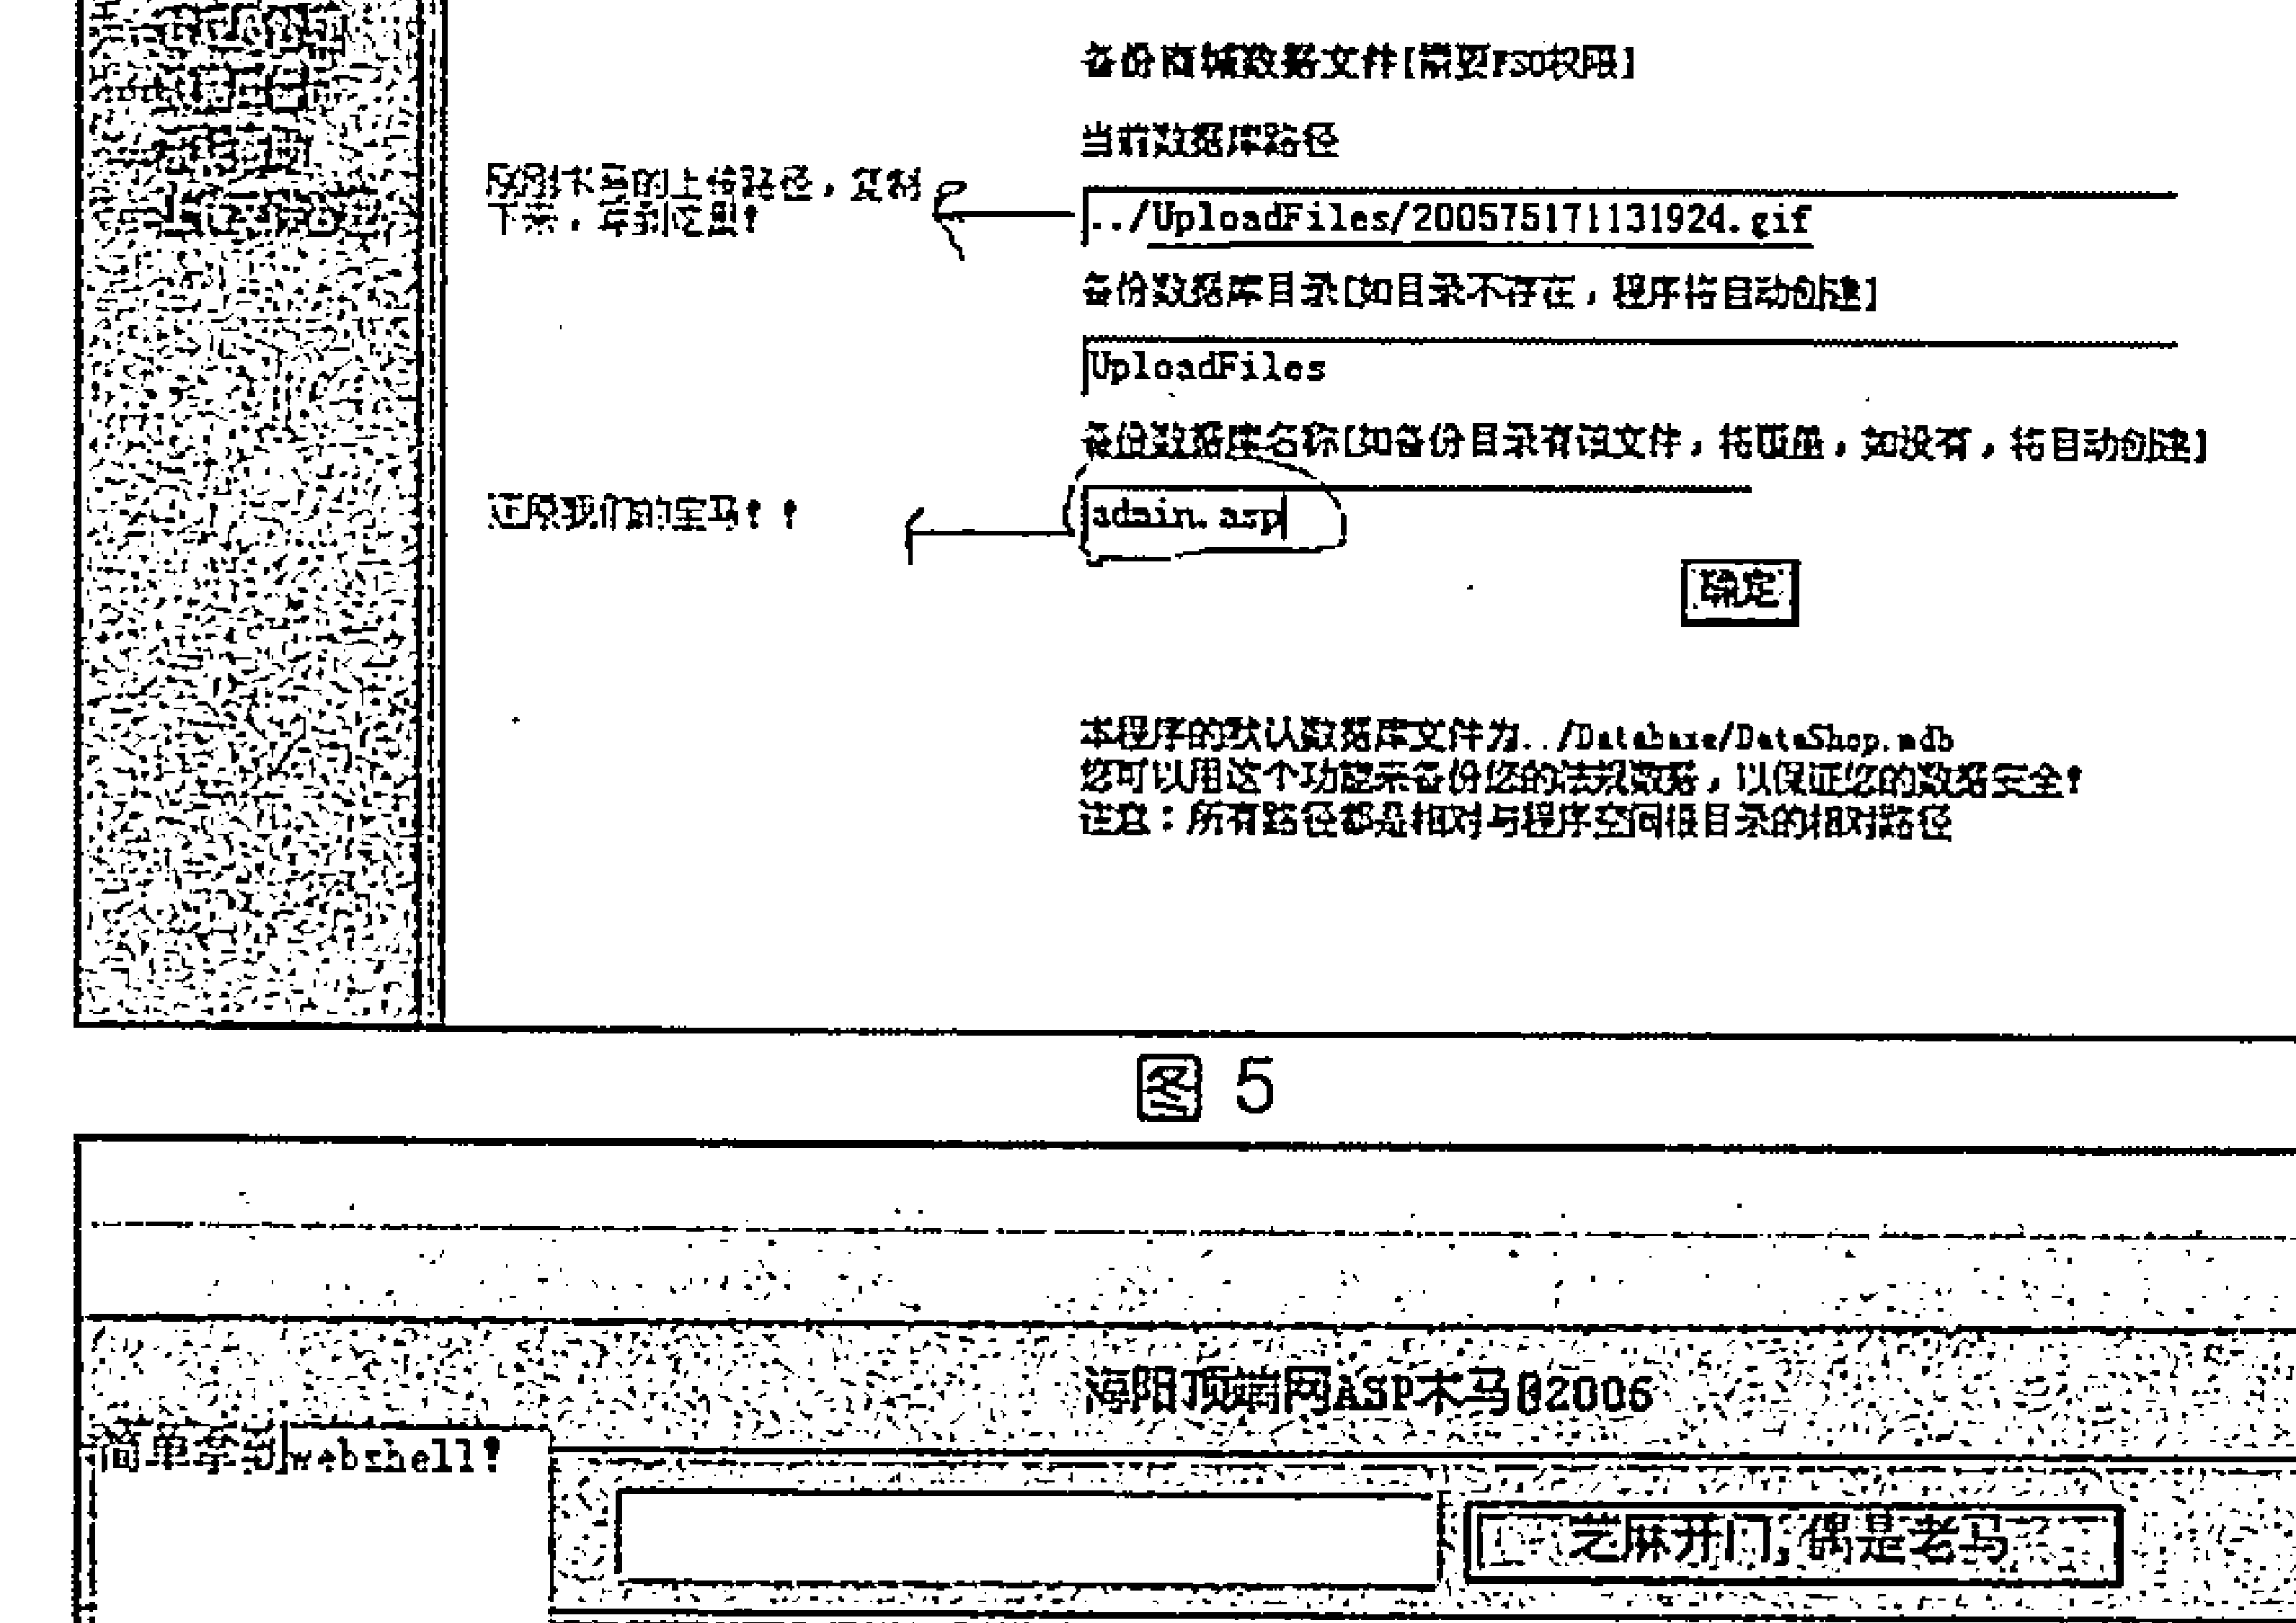 备份商城数据文件[需要FSO权限]
当前数据库路径
刚刚木马的上传路径，复制
下来，写到这里！
../UploadFiles/200575171131924.gif
备份数据库目录[如目录不存在，程序将自动创建]
UploadFiles
备份数据库名称[如备份目录有该文件，将覆盖，如没有，将自动创建]
还原我们的宝马！！
admin.asp
确定
本程序的默认数据库文件为../Database/DataShop.mdb
您可以用这个功能来备份您的法规数据，以保证您的数据安全！
注意：所有路径都是相对与程序空间根目录的相对路径
图 5
海阳顶端网ASP木马@2006
简单拿到webshell！
芝麻开门,偶是老马